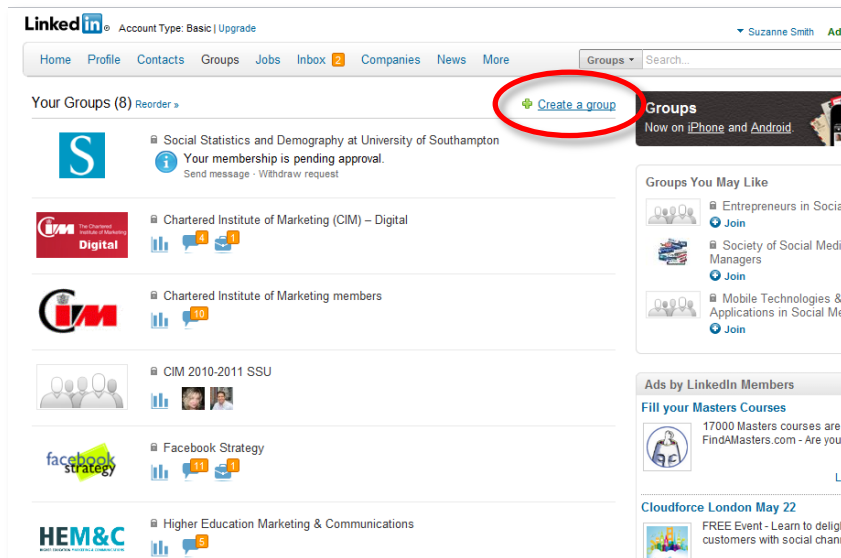 Linked in® Account Type: Basic | Upgrade
Suzanne Smith
Home Profile Contacts Groups Jobs Inbox 2 Companies News More
Groups Search...
Your Groups (8) Reorder »
Create a group
Social Statistics and Demography at University of Southampton
Your membership is pending approval.
Send message · Withdraw request
S
The Chartered
Institute of Marketing
Digital
Chartered Institute of Marketing (CIM) – Digital
4 1
Chartered Institute of Marketing members
10
CIM 2010-2011 SSU
facebook
strategy
Facebook Strategy
11 1
HEM&C
Higher Education Marketing & Communications
5
Groups
Now on iPhone and Android.
Groups You May Like
Entrepreneurs in Socia
Join
Society of Social Medi
Managers
Join
Mobile Technologies &
Applications in Social Me
Join
Ads by LinkedIn Members
Fill your Masters Courses
17000 Masters courses are
FindAMasters.com - Are you
L
Cloudforce London May 22
FREE Event - Learn to delig
customers with social chan